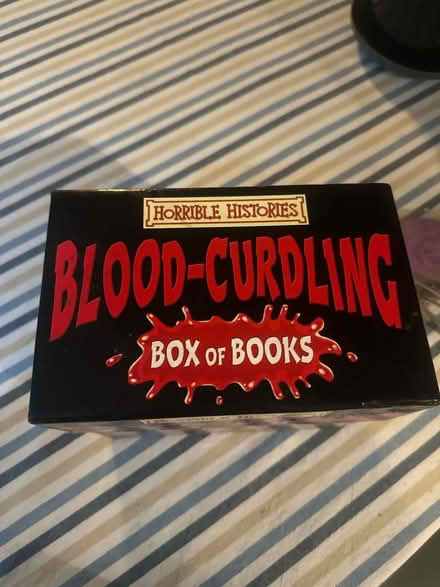 HORRIBLE HISTORIES
BLOOD-CURDLING
BOX OF BOOKS